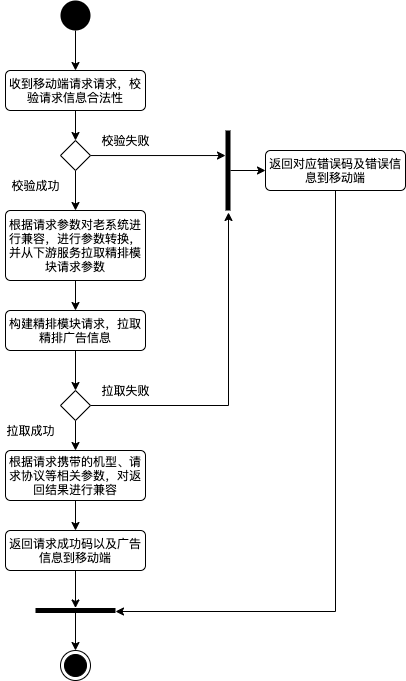 收到移动端请求请求，校
验请求信息合法性
校验失败
返回对应错误码及错误信
息到移动端
校验成功
根据请求参数对老系统进
行兼容，进行参数转换，
并从下游服务拉取精排模
块请求参数
构建精排模块请求，拉取
精排广告信息
拉取失败
拉取成功
根据请求携带的机型、请
求协议等相关参数，对返
回结果进行兼容
返回请求成功码以及广告
信息到移动端